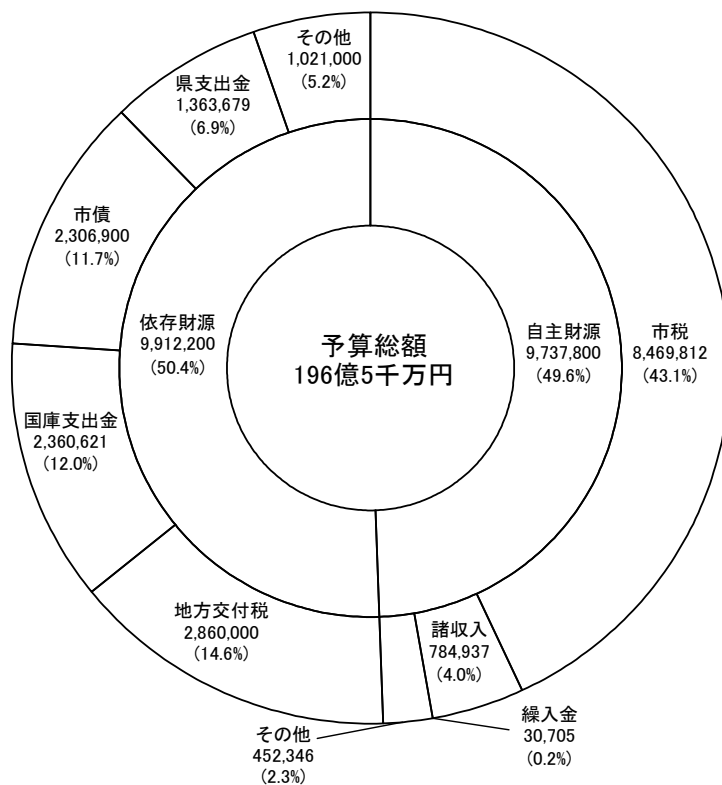 その他
1,021,000
(5.2%)
県支出金
1,363,679
(6.9%)
市債
2,306,900
(11.7%)
依存財源
9,912,200
(50.4%)
予算総額
196億5千万円
自主財源
9,737,800
(49.6%)
市税
8,469,812
(43.1%)
国庫支出金
2,360,621
(12.0%)
地方交付税
2,860,000
(14.6%)
諸収入
784,937
(4.0%)
繰入金
30,705
(0.2%)
その他
452,346
(2.3%)